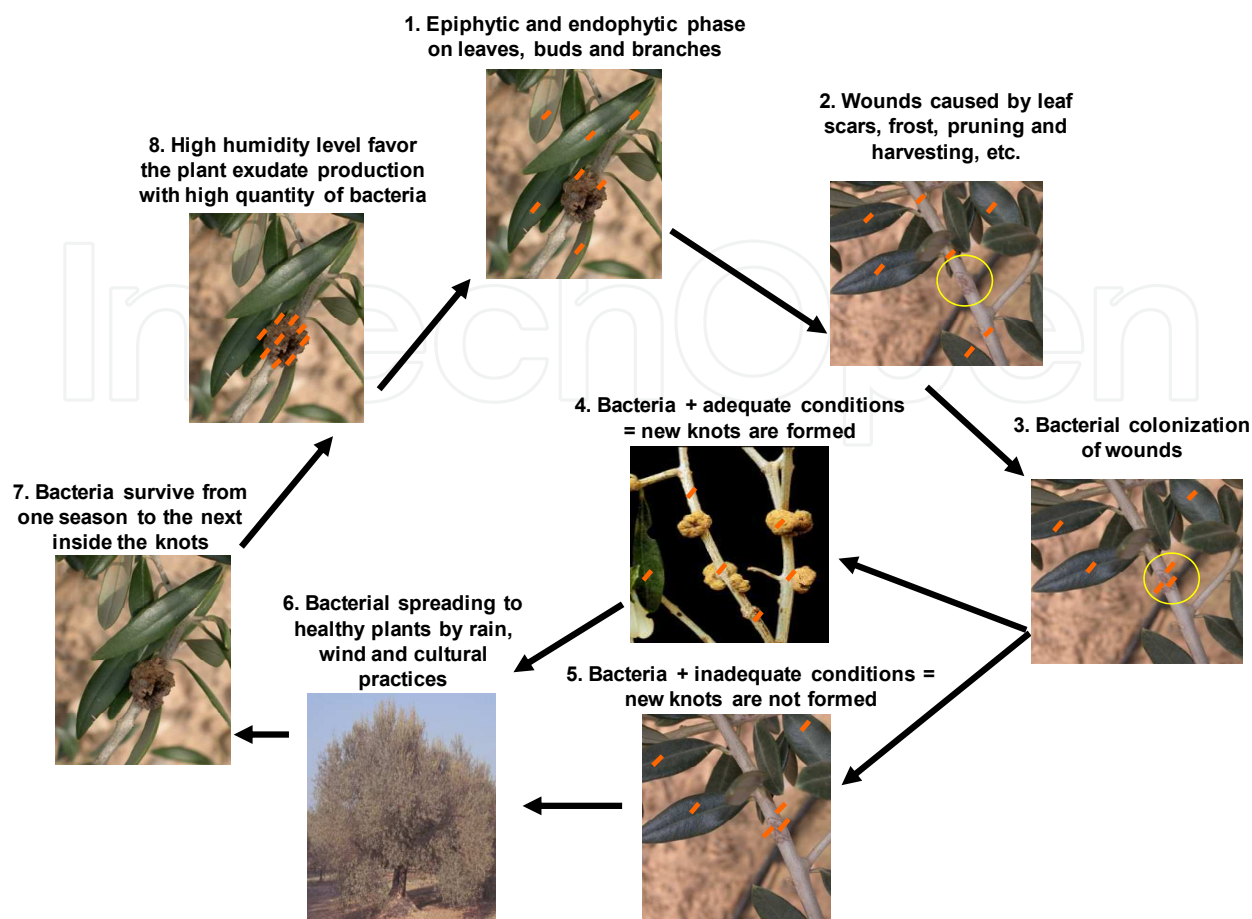 1. Epiphytic and endophytic phase
on leaves, buds and branches
2. Wounds caused by leaf
scars, frost, pruning and
harvesting, etc.
3. Bacterial colonization
of wounds
4. Bacteria + adequate conditions
= new knots are formed
5. Bacteria + inadequate conditions =
new knots are not formed
6. Bacterial spreading to
healthy plants by rain,
wind and cultural
practices
7. Bacteria survive from
one season to the next
inside the knots
8. High humidity level favor
the plant exudate production
with high quantity of bacteria
IntechOpen